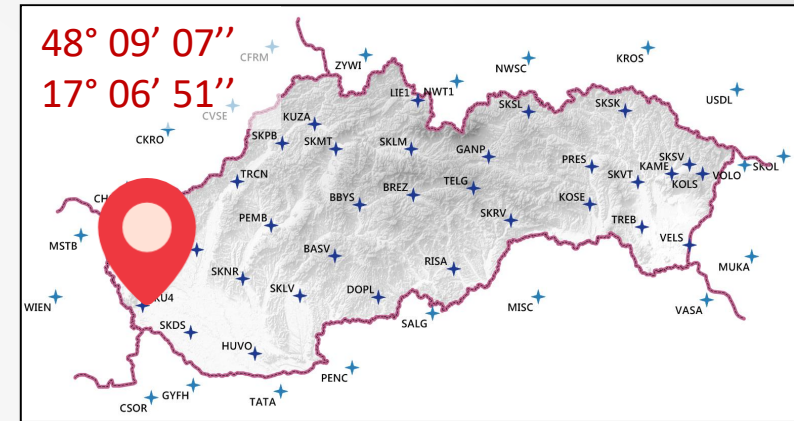 48° 09’ 07’’
17° 06’ 51’’
CFRM
ZYWI
NWSC
KROS
LIE1
NWT1
USDL
CVSE
KUZA
SKSL
SKSK
CKRO
SKPB
SKMT
SKLM
GANP
PRES
SKSV
KAME
SKOL
TRCN
SKVT
KOLS
VOLO
BBYS
BREZ
TELG
KOSE
PEMB
SKRV
TREB
MSTB
BASV
VELS
SKNR
RISA
MUKA
WIEN
SKLV
DOPL
MISC
VASA
SALG
SKDS
HUVO
PENC
GYFH
TATA
CSOR